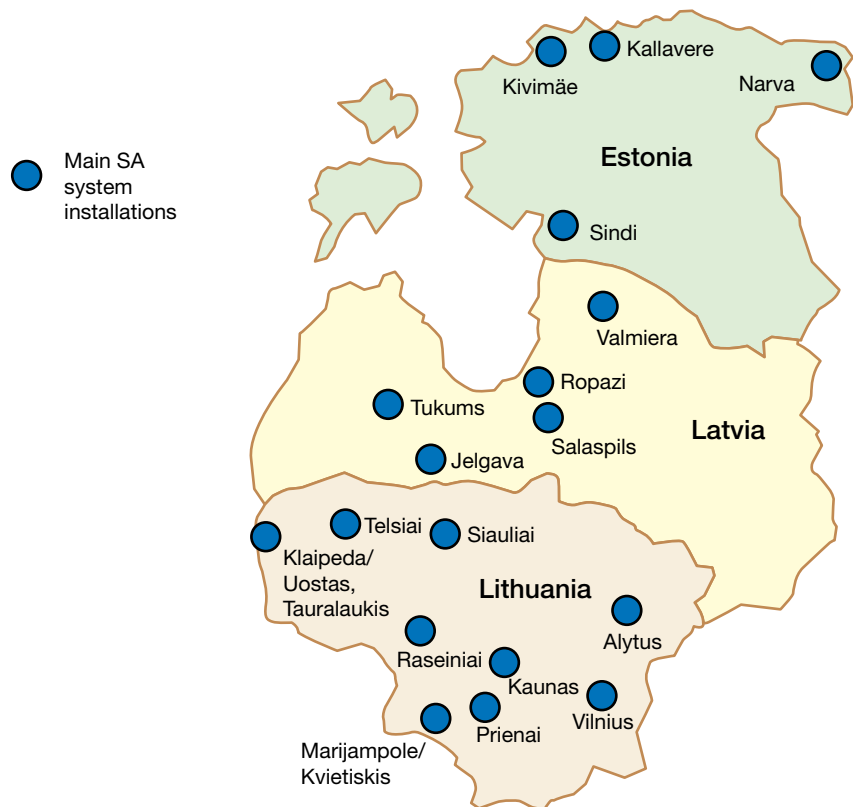 Main SA
system
installations
Kallavere
Kivimäe
Narva
Estonia
Sindi
Valmiera
Ropazi
Tukums
Salaspils
Latvia
Jelgava
Telsiai
Siauliai
Klaipeda/
Uostas,
Tauralaukis
Lithuania
Alytus
Raseiniai
Kaunas
Vilnius
Prienai
Marijampole/
Kvietiskis